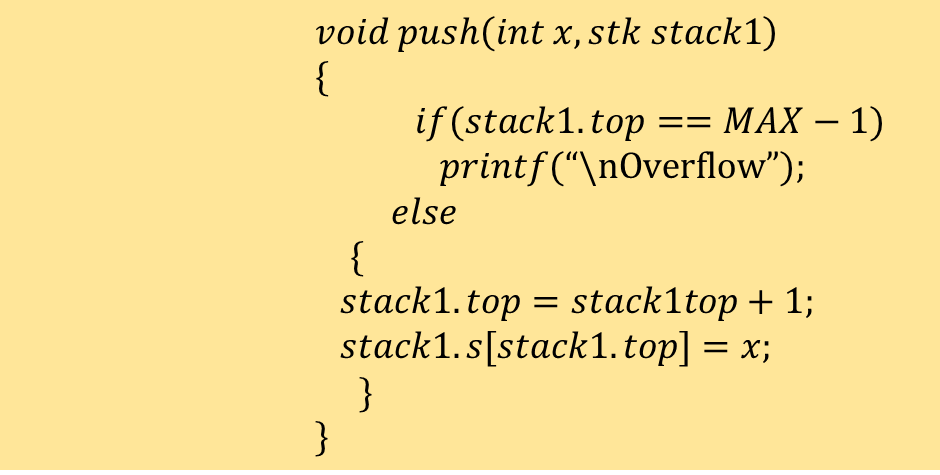 void push(int x, stk stack1)
{
if(stack1.top == MAX − 1)
printf(“\nOverflow”);
else
{
stack1.top = stack1top + 1;
stack1.s[stack1.top] = x;
}
}